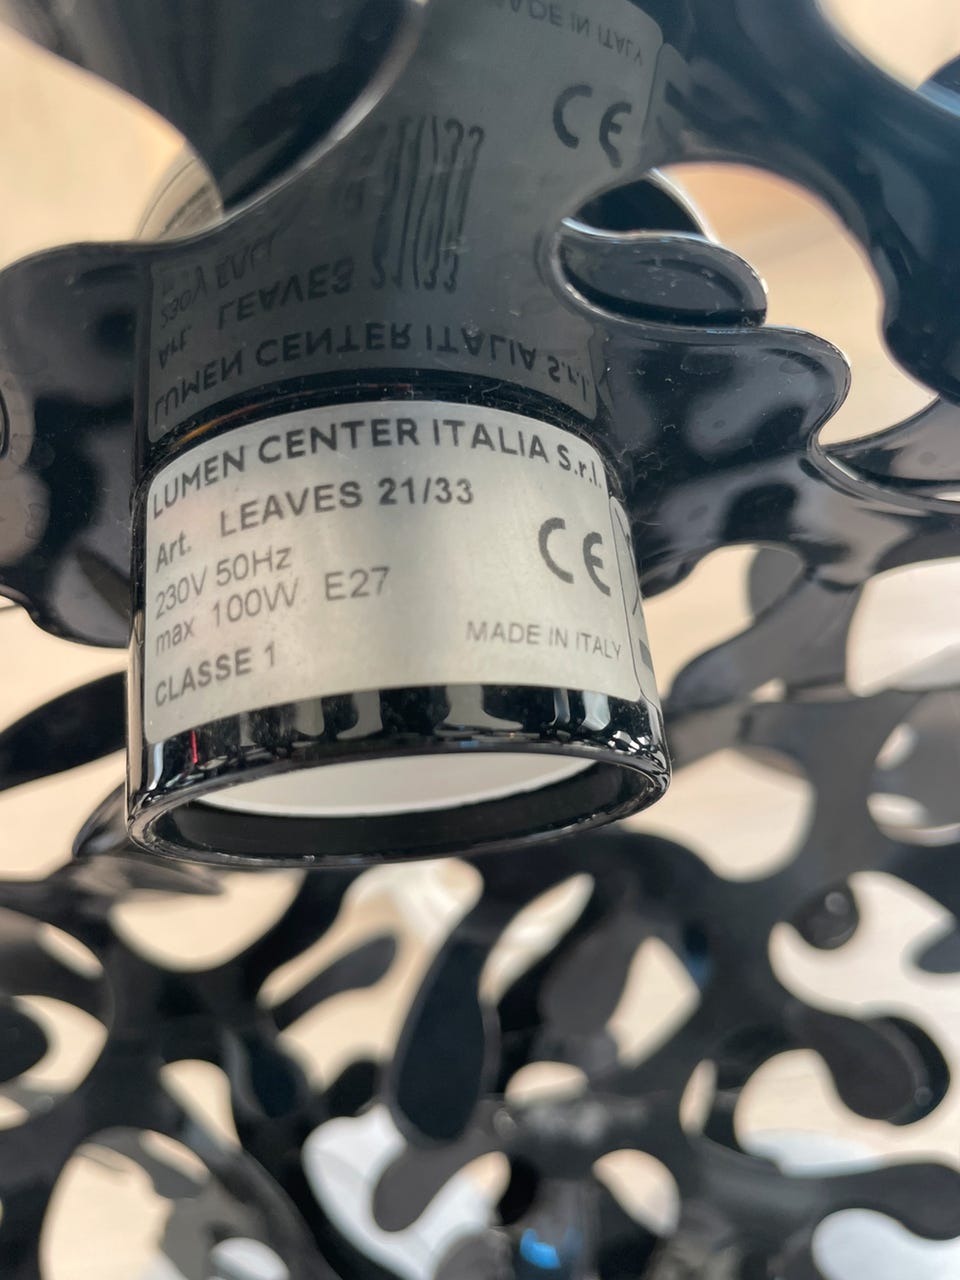 LUMEN CENTER ITALIA S.r.l.
Art. LEAVES 21/33
230V 50Hz
max 100W E27
CE
CLASSE 1
MADE IN ITALY